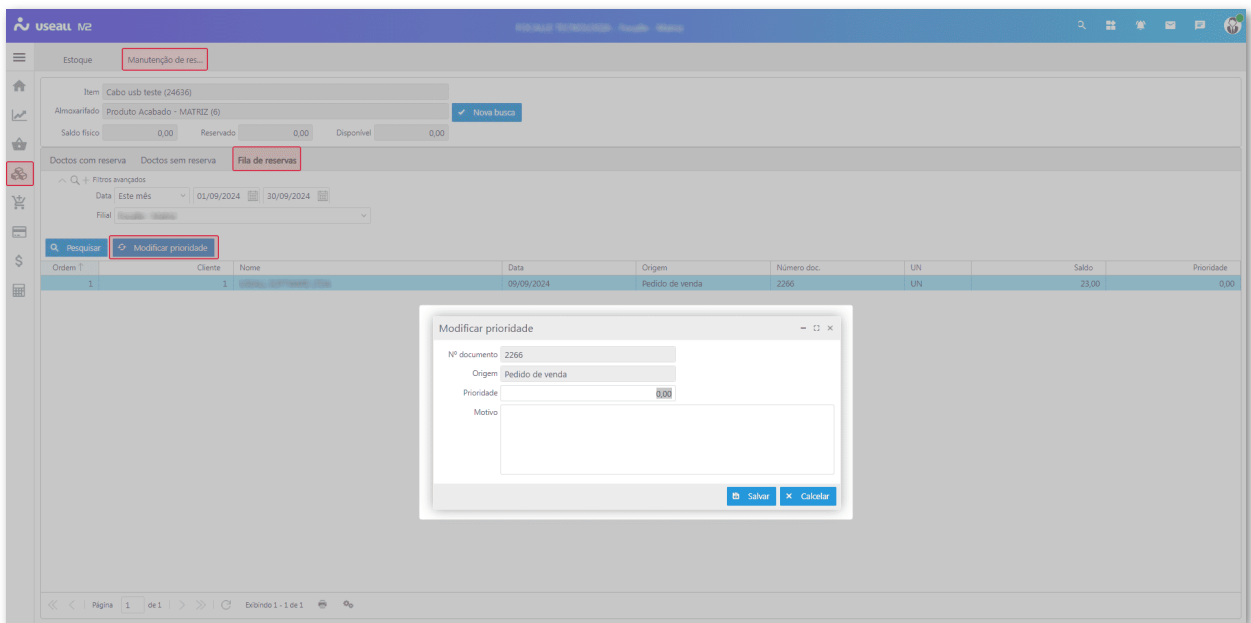 useall M2
Estoque Manutenção de res...
Item Cabo usb teste (24636)
Almoxarifado Produto Acabado - MATRIZ (6) Nova busca
Saldo físico 0,00 Reservado 0,00 Disponível 0,00
Doctos com reserva Doctos sem reserva Fila de reservas
Filtros avançados
Data Este mês 01/09/2024 30/09/2024
Filial
Pesquisar Modificar prioridade
Ordem Cliente Nome Data Origem Número doc. UN Saldo Prioridade
1 1 09/09/2024 Pedido de venda 2266 UN 23,00 0,00
Modificar prioridade
Nº documento 2266
Origem Pedido de venda
Prioridade 0,00
Motivo
Salvar Calcelar
Página 1 de 1 Exibindo 1 - 1 de 1